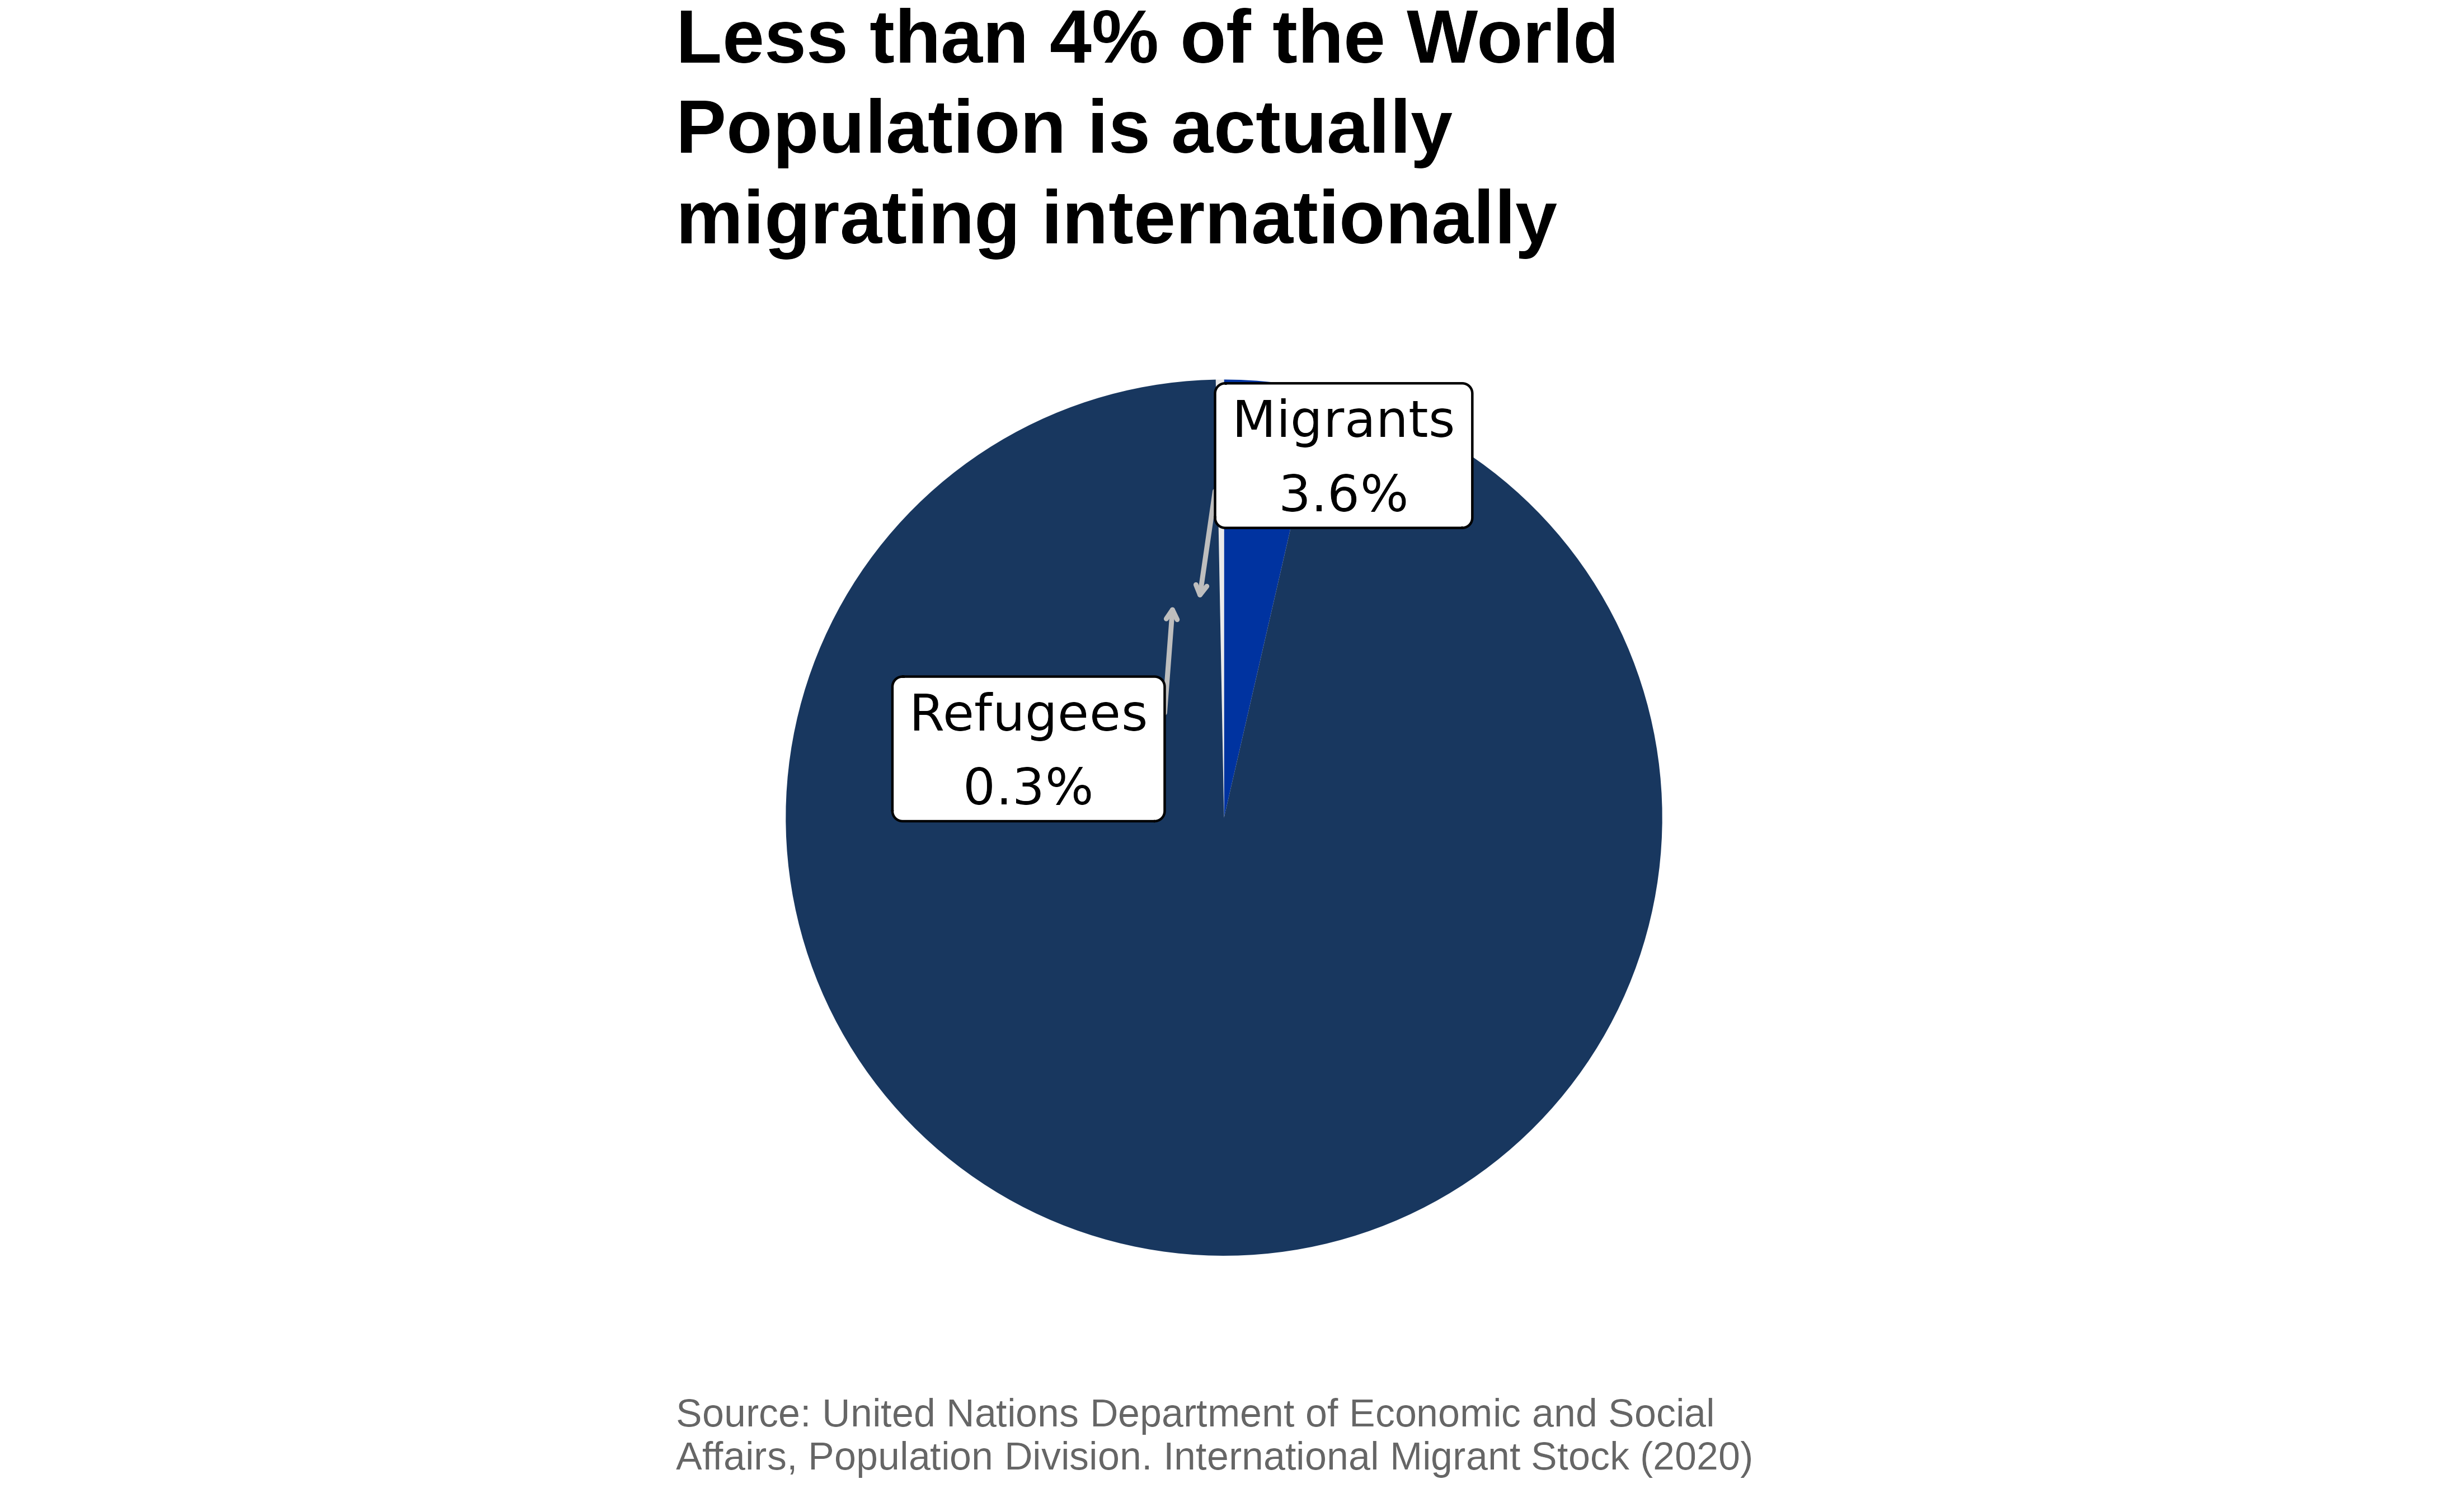 Less than 4% of the World
Population is actually
migrating internationally
Migrants
3.6%
Refugees
0.3%
Source: United Nations Department of Economic and Social
Affairs, Population Division. International Migrant Stock (2020)